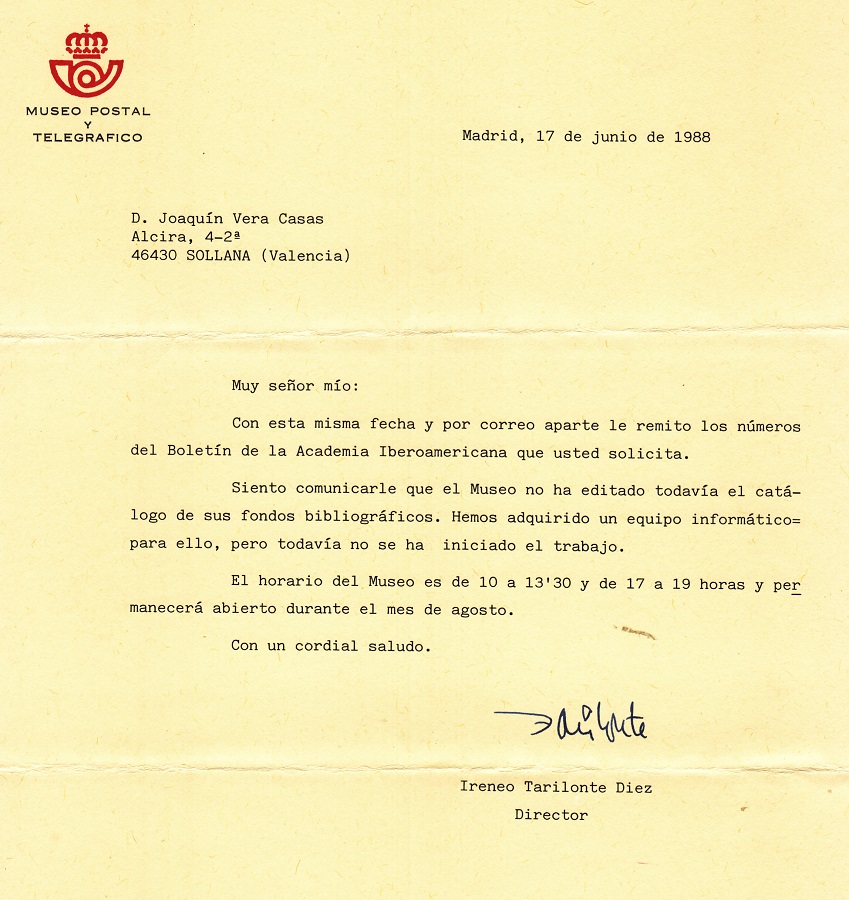 MUSEO POSTAL
Y
TELEGRAFICO
Madrid, 17 de junio de 1988
D. Joaquín Vera Casas
Alcira, 4-2ª
46430 SOLLANA (Valencia)
Muy señor mío:
Con esta misma fecha y por correo aparte le remito los números
del Boletín de la Academia Iberoamericana que usted solicita.
Siento comunicarle que el Museo no ha editado todavía el catá-
logo de sus fondos bibliográficos. Hemos adquirido un equipo informático=
para ello, pero todavía no se ha  iniciado el trabajo.
El horario del Museo es de 10 a 13'30 y de 17 a 19 horas y per
manecerá abierto durante el mes de agosto.
Con un cordial saludo.
Tarilonte
Ireneo Tarilonte Diez
Director